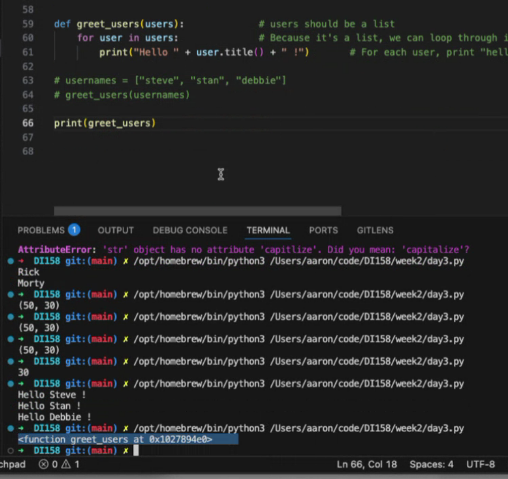 58
59 def greet_users(users): # users should be a list
60 for user in users: # Because it's a list, we can loop through i
61 print("Hello " + user.title() + " !") # For each user, print "hell
62
63 # usernames = ["steve", "stan", "debbie"]
64 # greet_users(usernames)
65
66 print(greet_users)
67
68
PROBLEMS 1 OUTPUT DEBUG CONSOLE TERMINAL PORTS GITLENS
AttributeError: 'str' object has no attribute 'capitlize'. Did you mean: 'capitalize'?
➜ DI158 git:(main) ✗ /opt/homebrew/bin/python3 /Users/aaron/code/DI158/week2/day3.py
Rick
Morty
➜ DI158 git:(main) ✗ /opt/homebrew/bin/python3 /Users/aaron/code/DI158/week2/day3.py
(50, 30)
➜ DI158 git:(main) ✗ /opt/homebrew/bin/python3 /Users/aaron/code/DI158/week2/day3.py
(50, 30)
➜ DI158 git:(main) ✗ /opt/homebrew/bin/python3 /Users/aaron/code/DI158/week2/day3.py
(50, 30)
➜ DI158 git:(main) ✗ /opt/homebrew/bin/python3 /Users/aaron/code/DI158/week2/day3.py
30
➜ DI158 git:(main) ✗ /opt/homebrew/bin/python3 /Users/aaron/code/DI158/week2/day3.py
Hello Steve !
Hello Stan !
Hello Debbie !
➜ DI158 git:(main) ✗ /opt/homebrew/bin/python3 /Users/aaron/code/DI158/week2/day3.py
<function greet_users at 0x1027894e0>
➜ DI158 git:(main) ✗
chpad 0 1 Ln 66, Col 18 Spaces: 4 UTF-8